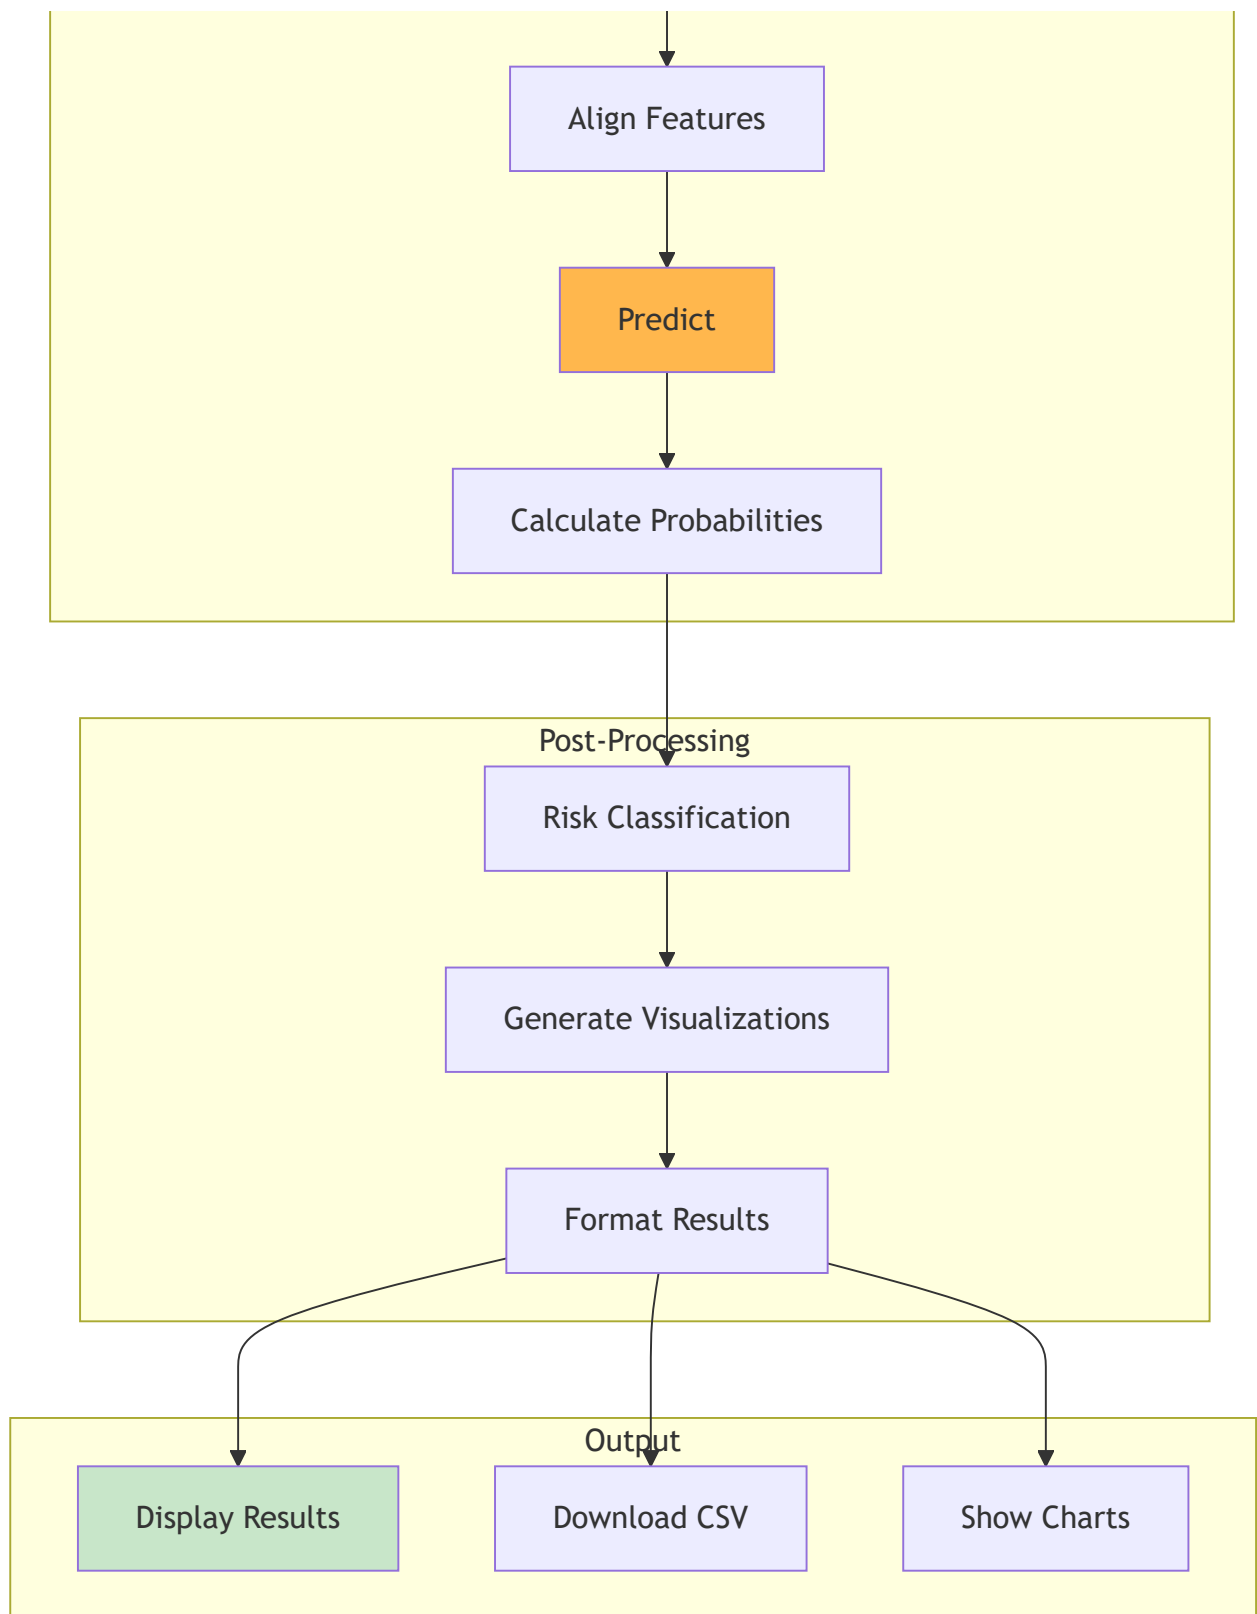 Align Features
Predict
Calculate Probabilities
Post-Processing
Risk Classification
Generate Visualizations
Format Results
Output
Display Results
Download CSV
Show Charts